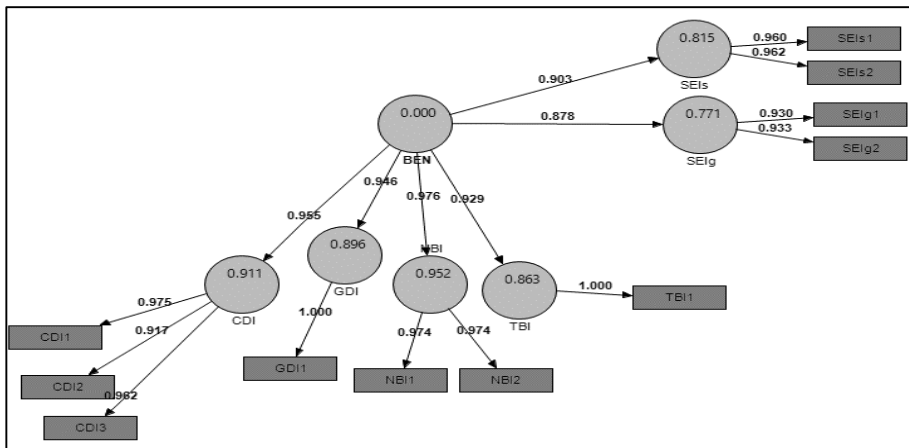 0.815
SEIs
0.960
SEIs1
0.962
SEIs2
0.903
0.000
BEN
0.878
0.771
SEIg
0.930
SEIg1
0.933
SEIg2
0.955
0.946
0.976
0.929
0.911
CDI
0.896
GDI
NBI
0.952
0.863
TBI
1.000
TBI1
0.975
CDI1
0.917
CDI2
0.962
CDI3
1.000
GDI1
0.974
NBI1
0.974
NBI2